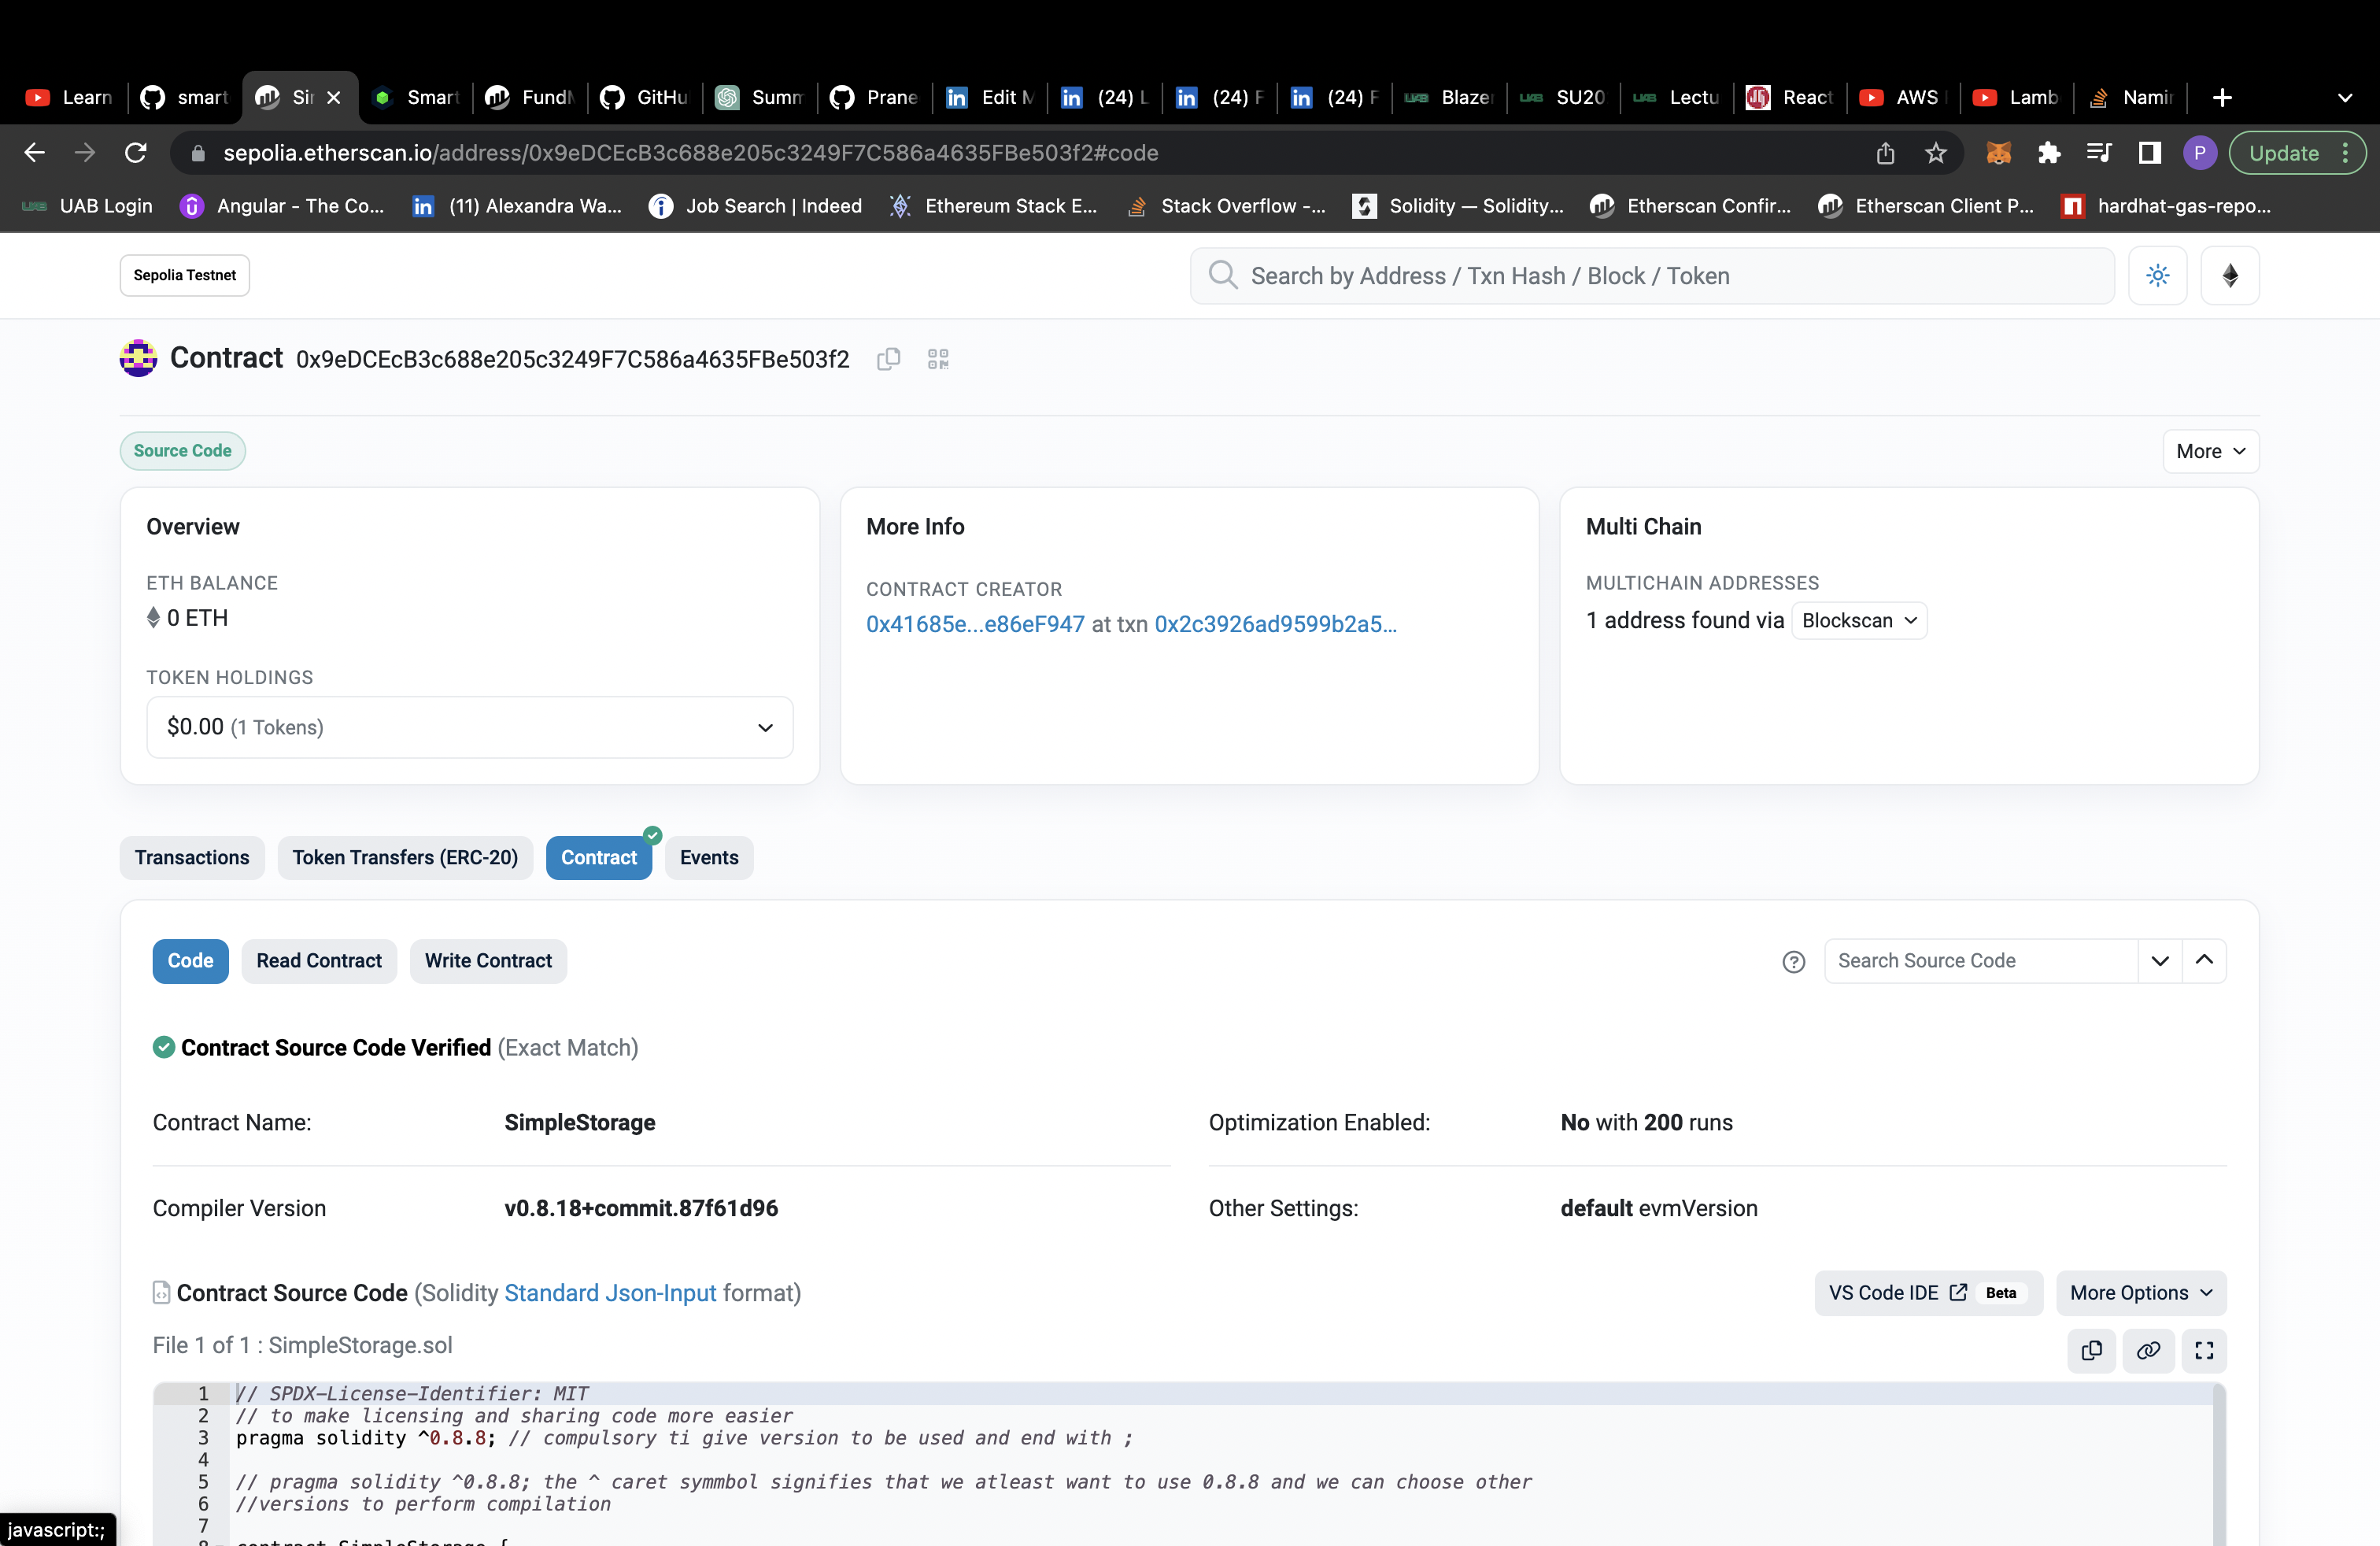 Learn smart Sir Smart FundM GitHu Summ Prane Edit M (24) L (24) F (24) F Blazer SU20 Lectu React AWS Lamb Namin
sepolia.etherscan.io/address/0x9eDCEcB3c688e205c3249F7C586a4635FBe503f2#code P Update
UAB Login Angular - The Co... (11) Alexandra Wa... Job Search | Indeed Ethereum Stack E... Stack Overflow -... Solidity — Solidity... Etherscan Confir... Etherscan Client P... hardhat-gas-repo...
Sepolia Testnet Search by Address / Txn Hash / Block / Token
Contract 0x9eDCEcB3c688e205c3249F7C586a4635FBe503f2
Source Code More
Overview
ETH BALANCE
0 ETH
TOKEN HOLDINGS
$0.00 (1 Tokens)
More Info
CONTRACT CREATOR
0x41685e...e86eF947 at txn 0x2c3926ad9599b2a5...
Multi Chain
MULTICHAIN ADDRESSES
1 address found via Blockscan
Transactions Token Transfers (ERC-20) Contract Events
Code Read Contract Write Contract Search Source Code
Contract Source Code Verified (Exact Match)
Contract Name: SimpleStorage Optimization Enabled: No with 200 runs
Compiler Version v0.8.18+commit.87f61d96 Other Settings: default evmVersion
Contract Source Code (Solidity Standard Json-Input format) VS Code IDE Beta More Options
File 1 of 1 : SimpleStorage.sol
1 // SPDX-License-Identifier: MIT
2 // to make licensing and sharing code more easier
3 pragma solidity ^0.8.8; // compulsory ti give version to be used and end with ;
4
5 // pragma solidity ^0.8.8; the ^ caret symmbol signifies that we atleast want to use 0.8.8 and we can choose other
6 //versions to perform compilation
7
8 contract SimpleStorage {
javascript:;